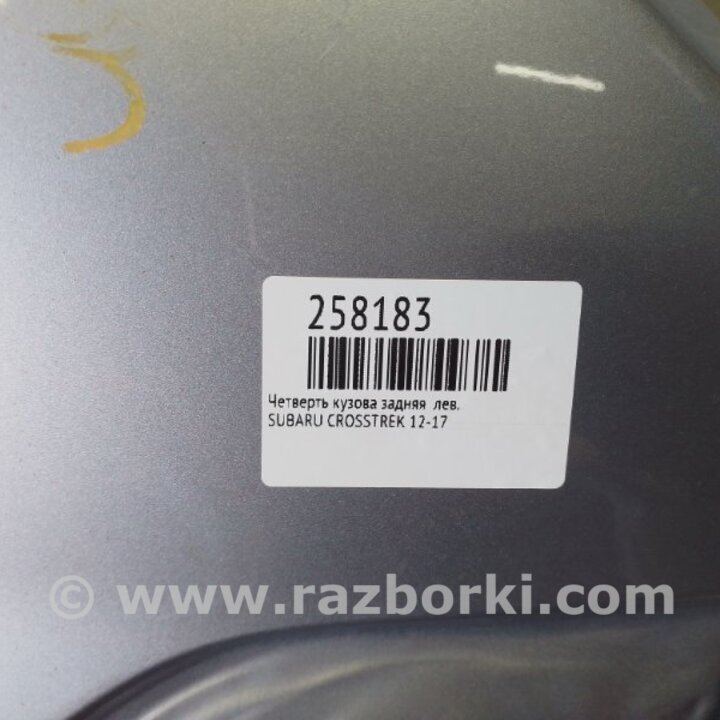 258183
Четверть кузова задняя лев.
SUBARU CROSSTREK 12-17
© www.razborki.com